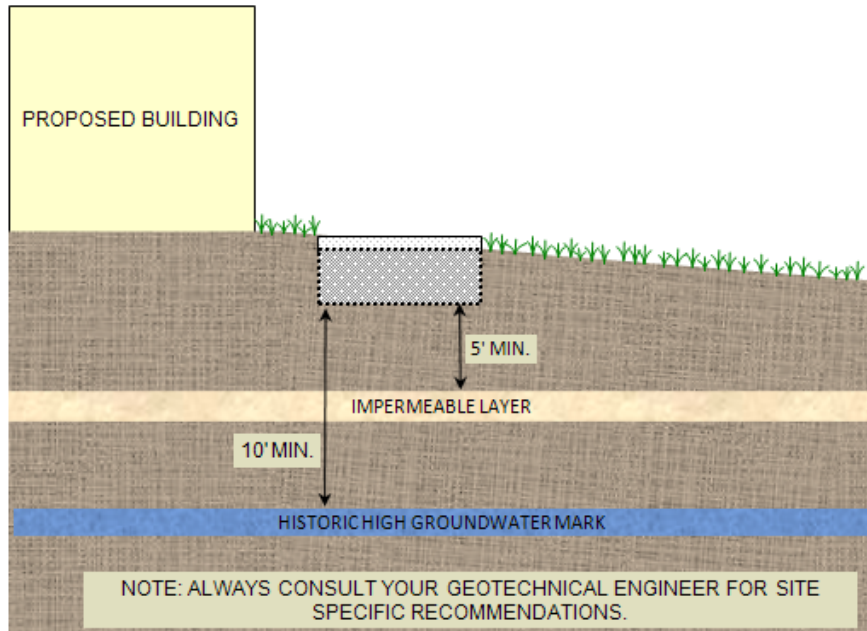 PROPOSED BUILDING
5' MIN.
IMPERMEABLE LAYER
10' MIN.
HISTORIC HIGH GROUNDWATER MARK
NOTE: ALWAYS CONSULT YOUR GEOTECHNICAL ENGINEER FOR SITE
SPECIFIC RECOMMENDATIONS.